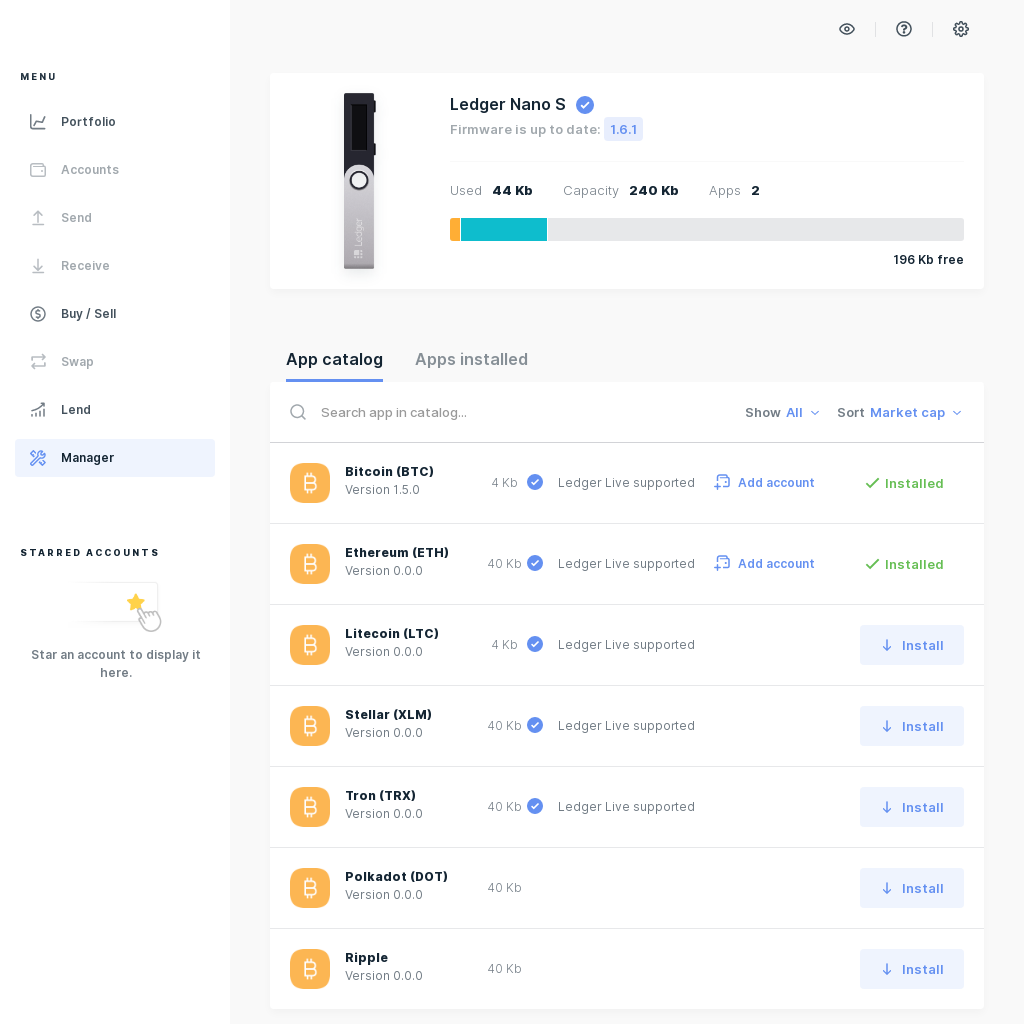 MENU
Portfolio
Accounts
Send
Receive
Buy / Sell
Swap
Lend
Manager
STARRED ACCOUNTS
Star an account to display it
here.
Ledger
Ledger Nano S
Firmware is up to date: 1.6.1
Used 44 Kb Capacity 240 Kb Apps 2
196 Kb free
App catalog Apps installed
Search app in catalog... Show All Sort Market cap
Bitcoin (BTC)
Version 1.5.0
4 Kb Ledger Live supported Add account Installed
Ethereum (ETH)
Version 0.0.0
40 Kb Ledger Live supported Add account Installed
Litecoin (LTC)
Version 0.0.0
4 Kb Ledger Live supported Install
Stellar (XLM)
Version 0.0.0
40 Kb Ledger Live supported Install
Tron (TRX)
Version 0.0.0
40 Kb Ledger Live supported Install
Polkadot (DOT)
Version 0.0.0
40 Kb Install
Ripple
Version 0.0.0
40 Kb Install